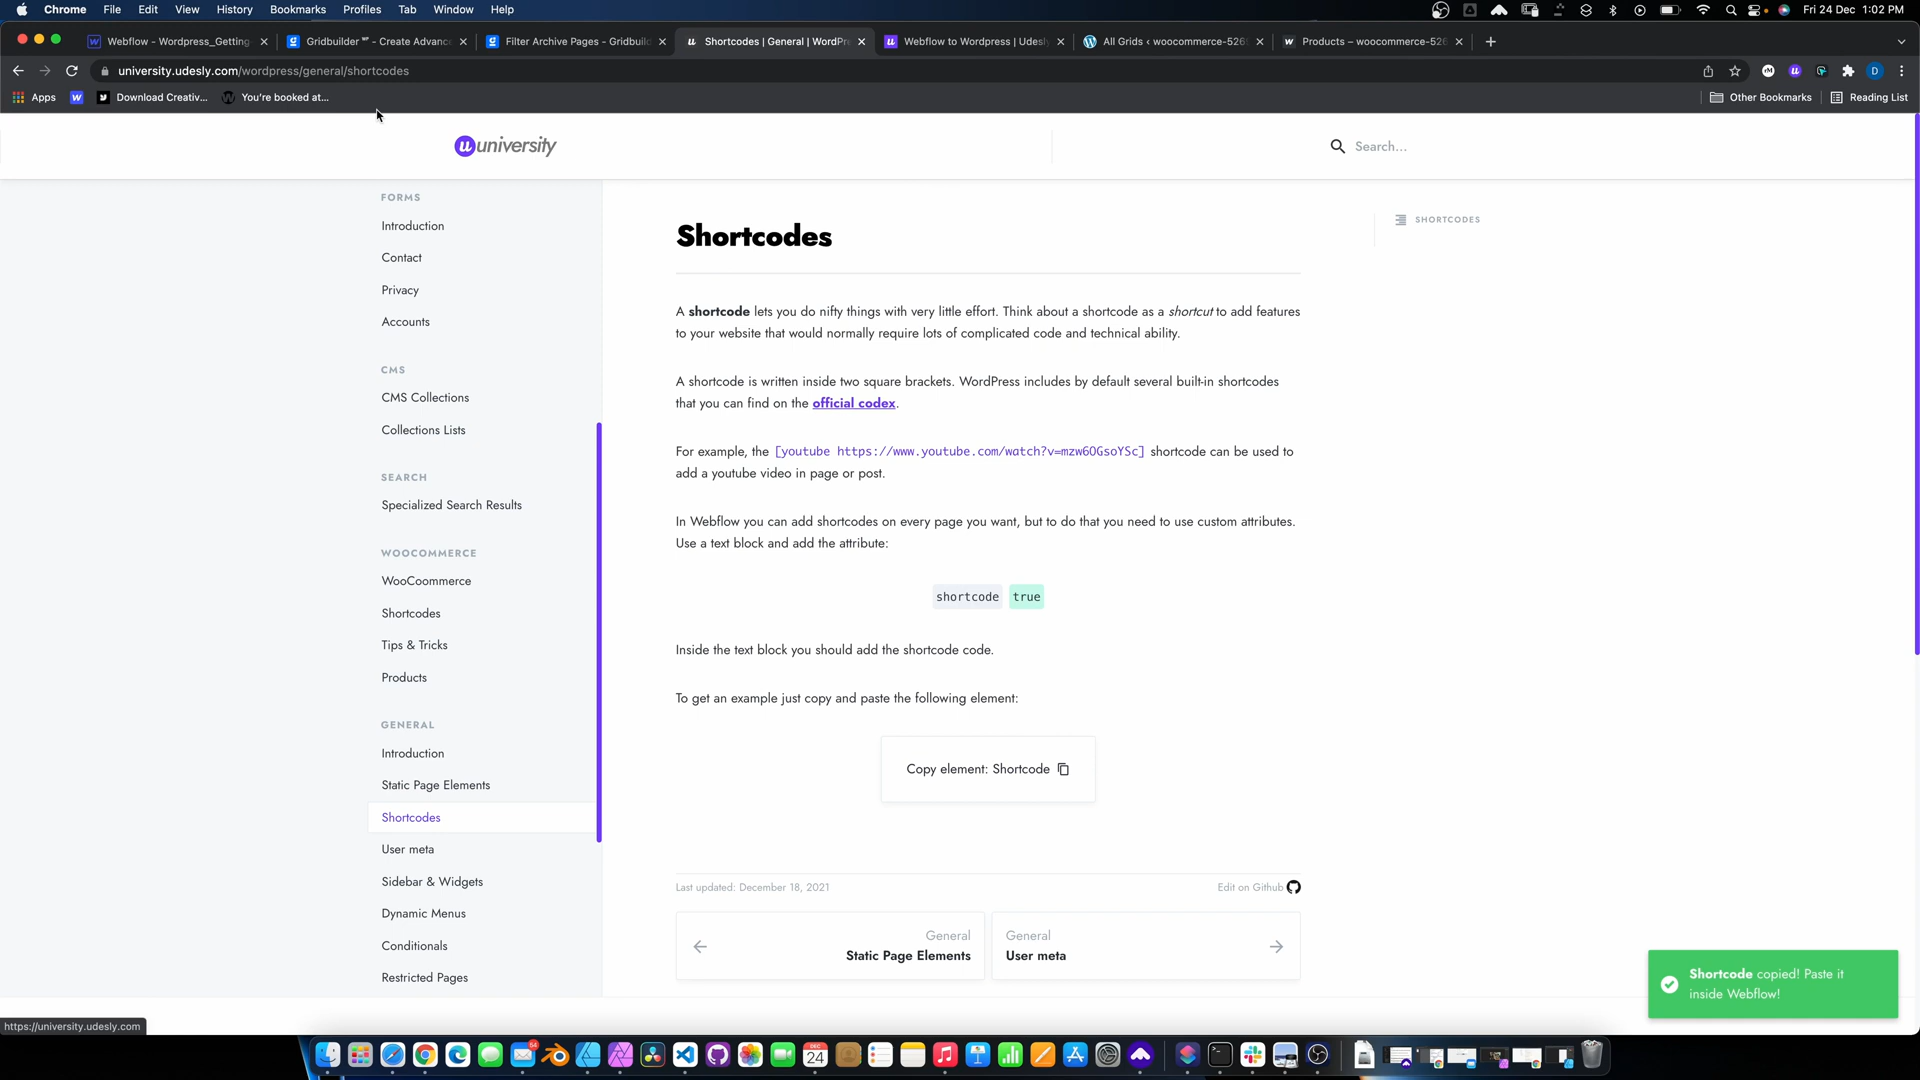 Chrome File Edit View History Bookmarks Profiles Tab Window Help Fri 24 Dec 1:02 PM
Webflow - Wordpress_Getting Gridbuilder ᵂᴾ - Create Advanc Filter Archive Pages - Gridbuild Shortcodes | General | WordPr Webflow to Wordpress | Udesly All Grids ‹ woocommerce-526 Products – woocommerce-526
university.udesly.com/wordpress/general/shortcodes
Apps Download Creativ... You're booked at... Other Bookmarks Reading List
university Search...
FORMS
Introduction
Contact
Privacy
Accounts
CMS
CMS Collections
Collections Lists
SEARCH
Specialized Search Results
WOOCOMMERCE
WooCoommerce
Shortcodes
Tips & Tricks
Products
GENERAL
Introduction
Static Page Elements
Shortcodes
User meta
Sidebar & Widgets
Dynamic Menus
Conditionals
Restricted Pages
Shortcodes
A shortcode lets you do nifty things with very little effort. Think about a shortcode as a shortcut to add features
to your website that would normally require lots of complicated code and technical ability.
A shortcode is written inside two square brackets. WordPress includes by default several built-in shortcodes
that you can find on the official codex.
For example, the [youtube https://www.youtube.com/watch?v=mzw6OGsoYSc] shortcode can be used to
add a youtube video in page or post.
In Webflow you can add shortcodes on every page you want, but to do that you need to use custom attributes.
Use a text block and add the attribute:
shortcode true
Inside the text block you should add the shortcode code.
To get an example just copy and paste the following element:
Copy element: Shortcode
Last updated: December 18, 2021 Edit on Github
General
Static Page Elements
General
User meta
SHORTCODES
Shortcode copied! Paste it
inside Webflow!
https://university.udesly.com
64
DEC
24